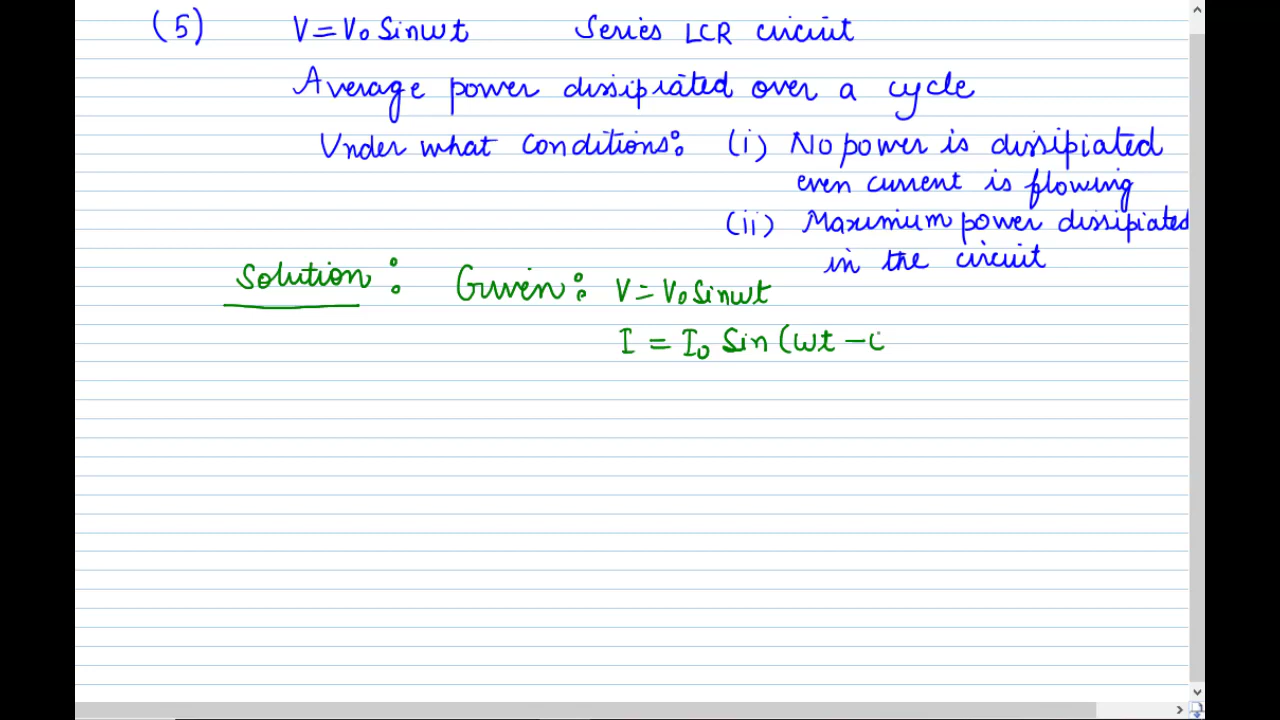 (5) V=V₀ Sinωt Series LCR circuit
Average power dissipiated over a cycle
Under what conditions: (i) No power is dissipiated
even current is flowing
(ii) Maximum power dissipiated
in the circuit
Solution: Given: V=V₀ Sinωt
I = I₀ Sin (ωt −